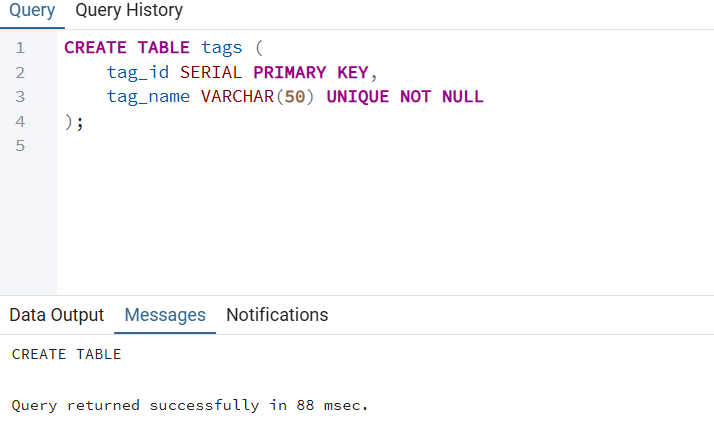 Query Query History
1 CREATE TABLE tags (
2 tag_id SERIAL PRIMARY KEY,
3 tag_name VARCHAR(50) UNIQUE NOT NULL
4 );
5
Data Output Messages Notifications
CREATE TABLE
Query returned successfully in 88 msec.